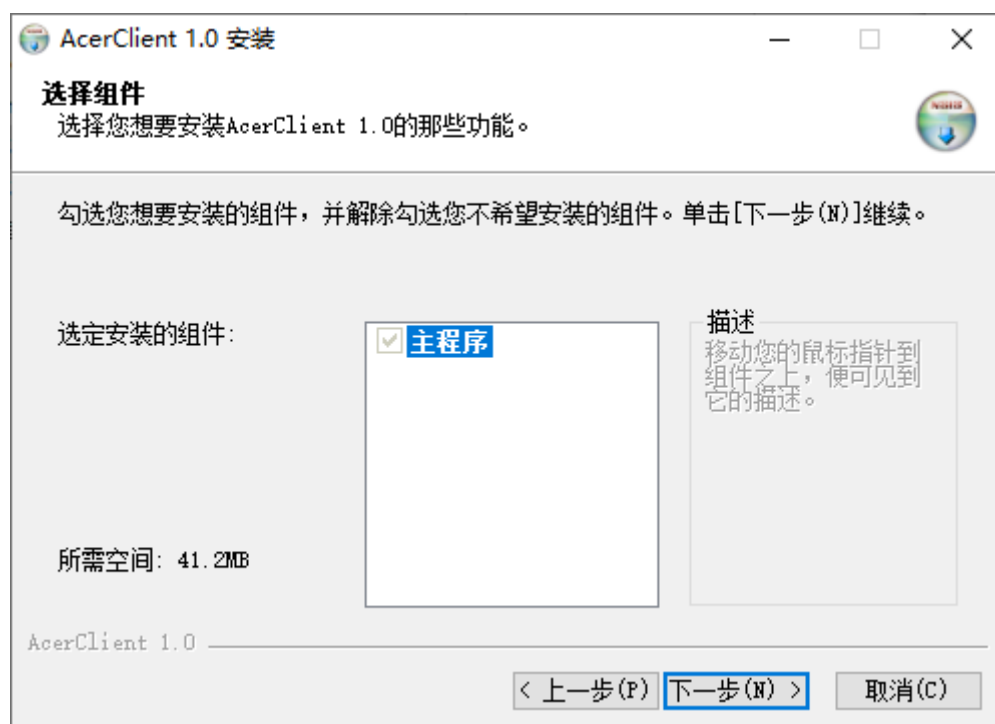 AcerClient 1.0 安装
选择组件
选择您想要安装AcerClient 1.0的那些功能。
勾选您想要安装的组件，并解除勾选您不希望安装的组件。单击[下一步(N)]继续。
选定安装的组件:
主程序
描述
移动您的鼠标指针到
组件之上，便可见到
它的描述。
所需空间: 41.2MB
AcerClient 1.0
< 上一步(P)
下一步(N) >
取消(C)